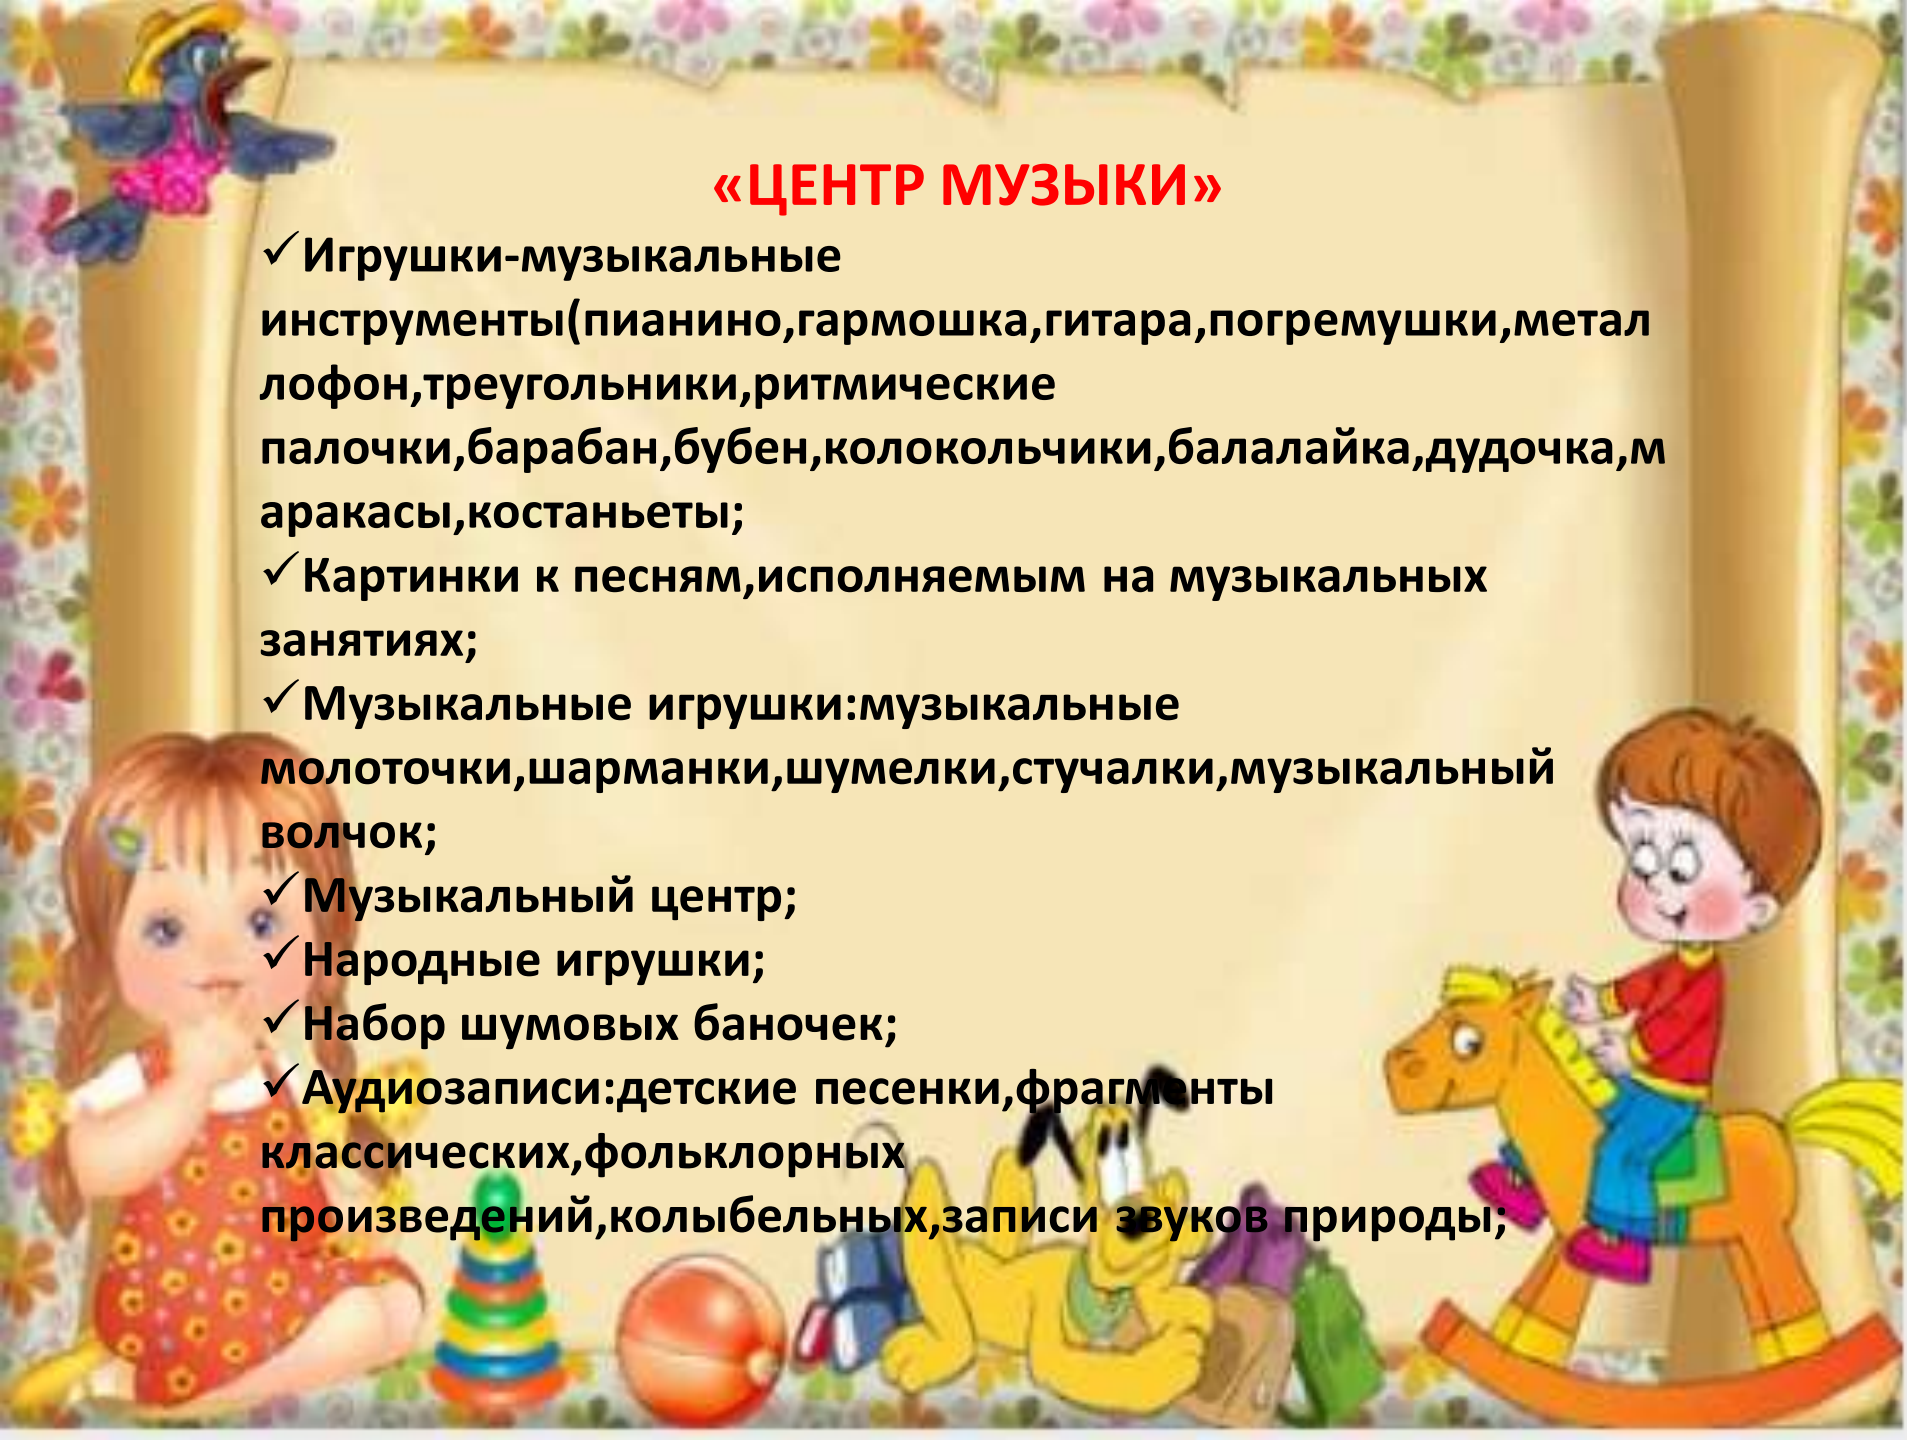 «ЦЕНТР МУЗЫКИ»
✓Игрушки-музыкальные
инструменты(пианино,гармошка,гитара,погремушки,метал
лофон,треугольники,ритмические
палочки,барабан,бубен,колокольчики,балалайка,дудочка,м
аракасы,костаньеты;
✓Картинки к песням,исполняемым на музыкальных
занятиях;
✓Музыкальные игрушки:музыкальные
молоточки,шарманки,шумелки,стучалки,музыкальный
волчок;
✓Музыкальный центр;
✓Народные игрушки;
✓Набор шумовых баночек;
✓Аудиозаписи:детские песенки,фрагменты
классических,фольклорных
произведений,колыбельных,записи звуков природы;